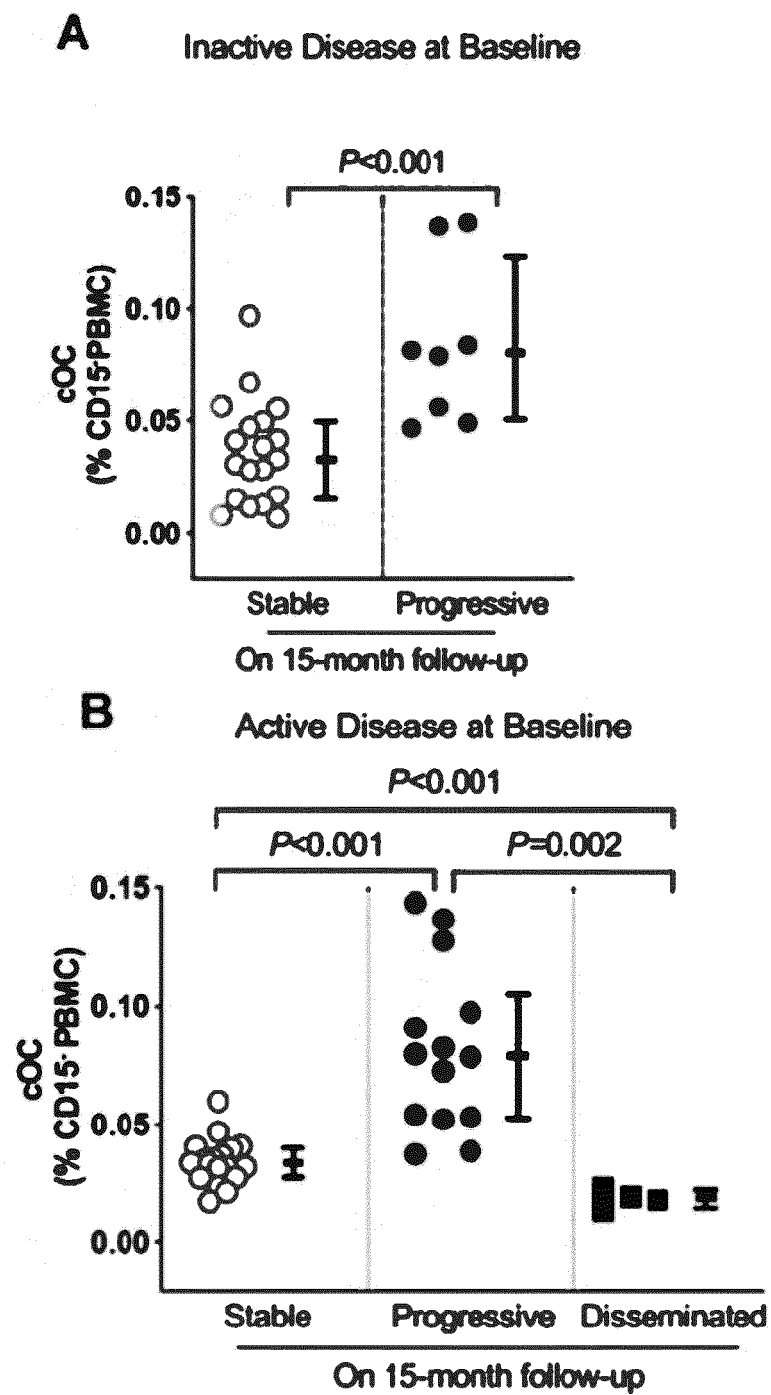 A
Inactive Disease at Baseline
P<0.001
0.15
0.10
0.05
0.00
cOC
(% CD15-PBMC)
Stable Progressive
On 15-month follow-up
B
Active Disease at Baseline
P<0.001
P<0.001 P=0.002
0.15
0.10
0.05
0.00
cOC
(% CD15- PBMC)
Stable Progressive Disseminated
On 15-month follow-up